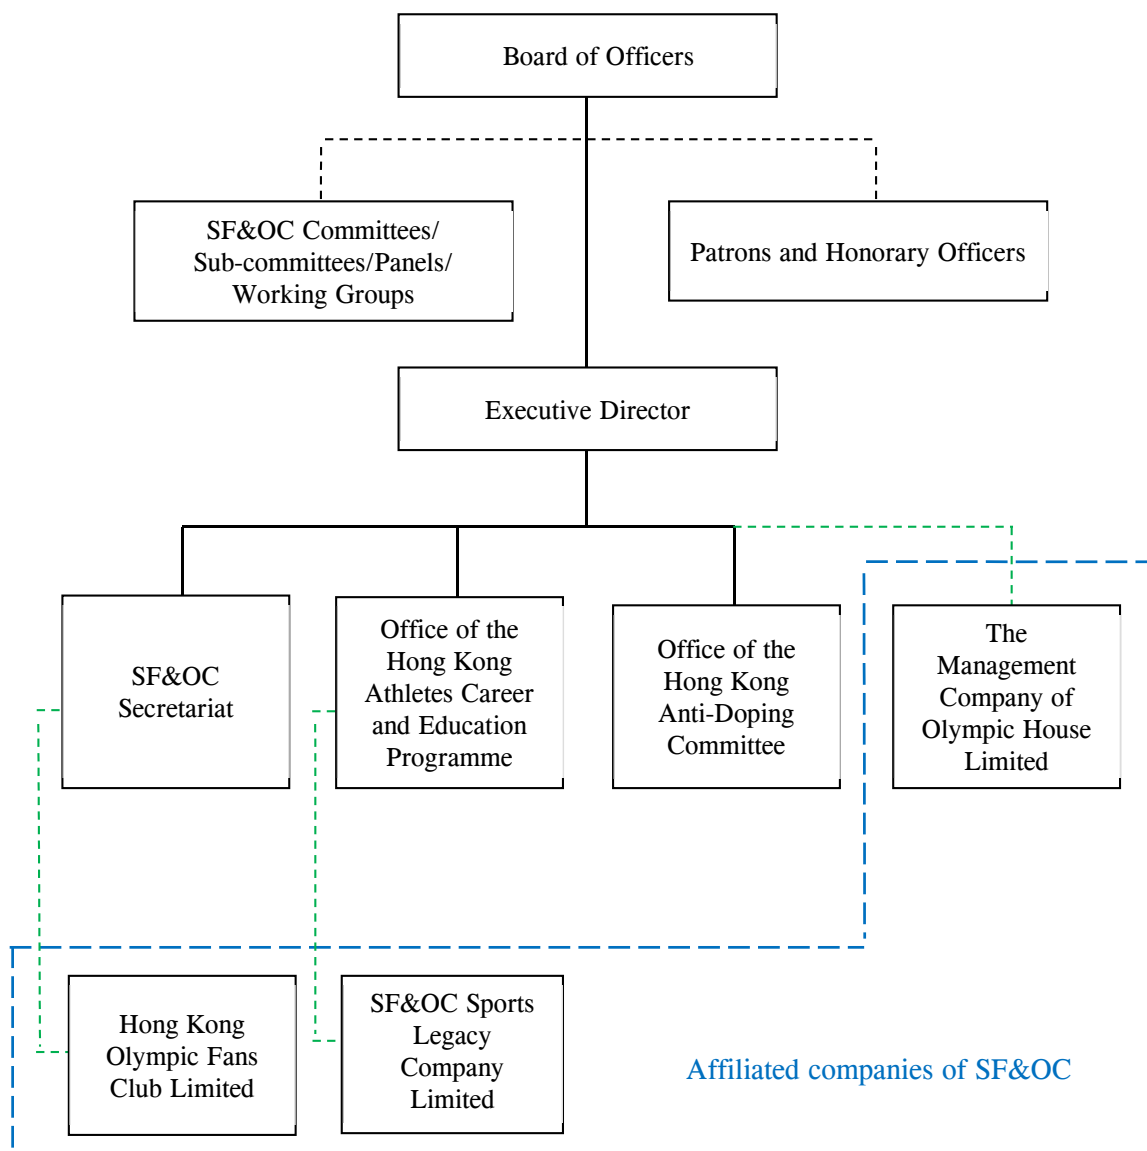 Board of Officers
SF&OC Committees/
Sub-committees/Panels/
Working Groups
Patrons and Honorary Officers
Executive Director
SF&OC
Secretariat
Office of the
Hong Kong
Athletes Career
and Education
Programme
Office of the
Hong Kong
Anti-Doping
Committee
The
Management
Company of
Olympic House
Limited
Hong Kong
Olympic Fans
Club Limited
SF&OC Sports
Legacy
Company
Limited
Affiliated companies of SF&OC